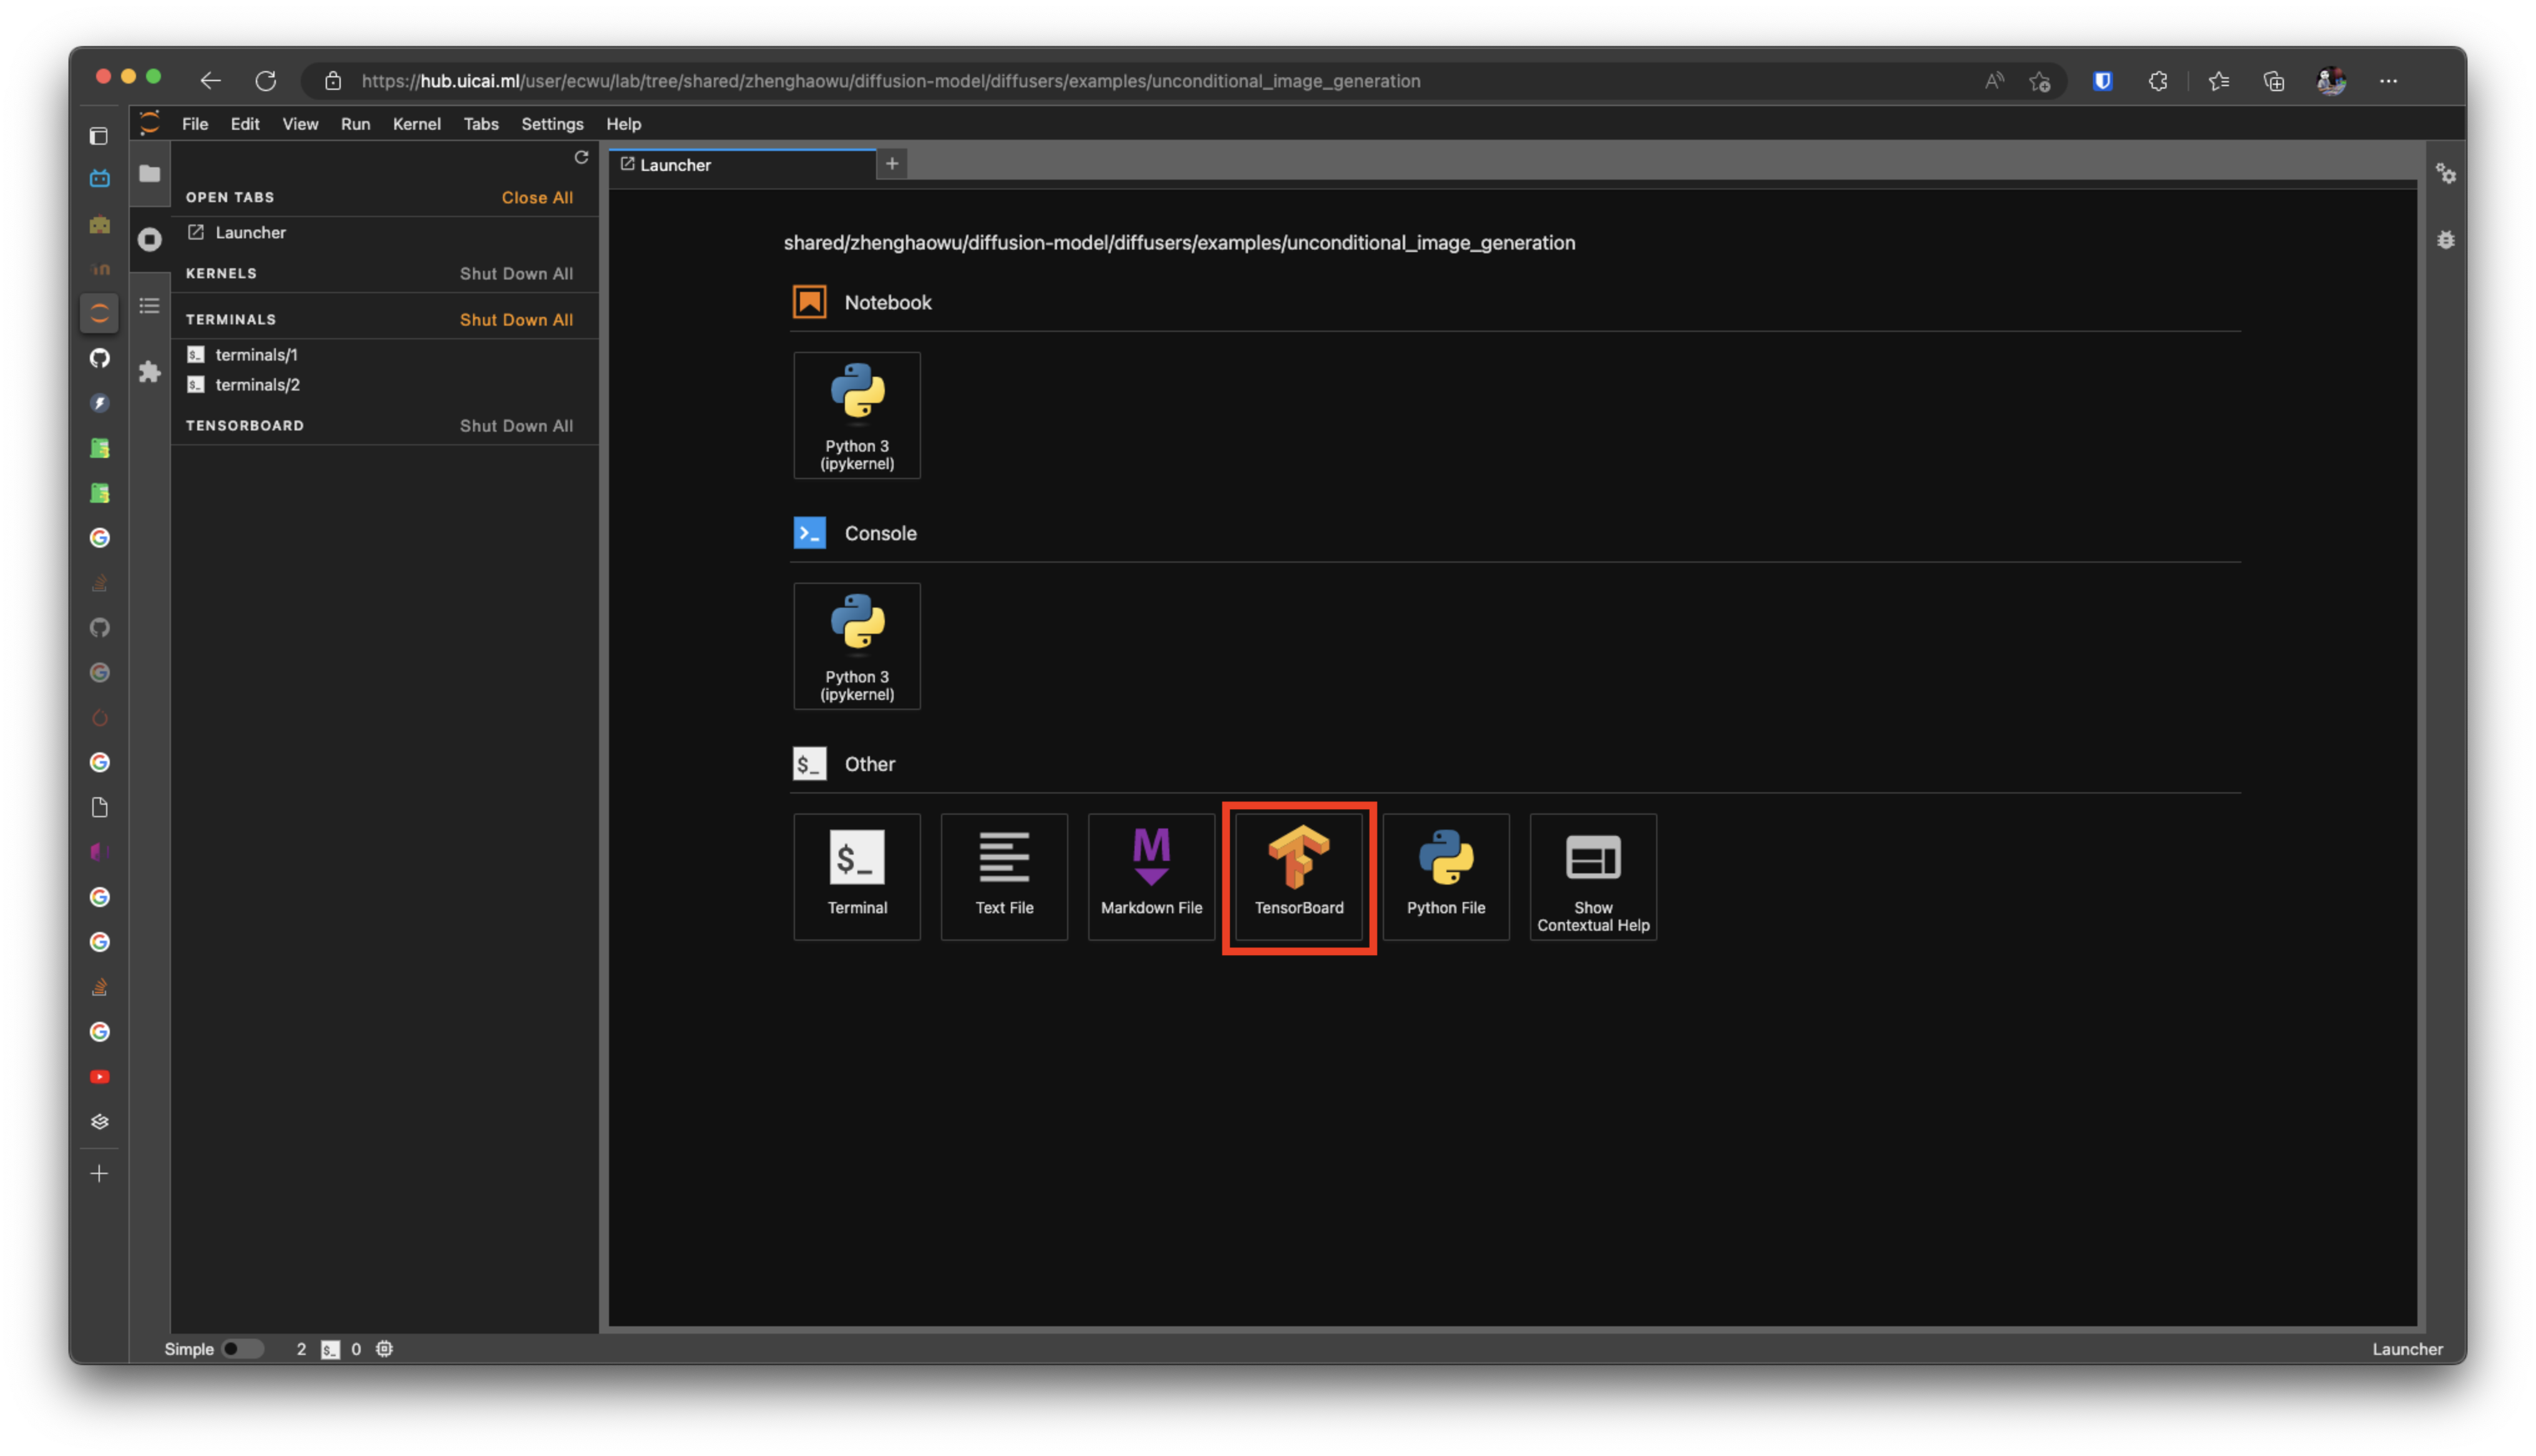 https://hub.uicai.ml/user/ecwu/lab/tree/shared/zhenghaowu/diffusion-model/diffusers/examples/unconditional_image_generation
File Edit View Run Kernel Tabs Settings Help
OPEN TABS Close All
Launcher
KERNELS Shut Down All
TERMINALS Shut Down All
terminals/1
terminals/2
TENSORBOARD Shut Down All
Launcher
shared/zhenghaowu/diffusion-model/diffusers/examples/unconditional_image_generation
Notebook
Python 3
(ipykernel)
Console
Python 3
(ipykernel)
$_ Other
$_
Terminal
Text File
M
Markdown File
TensorBoard
Python File
Show
Contextual Help
Simple 2 $_ 0
Launcher